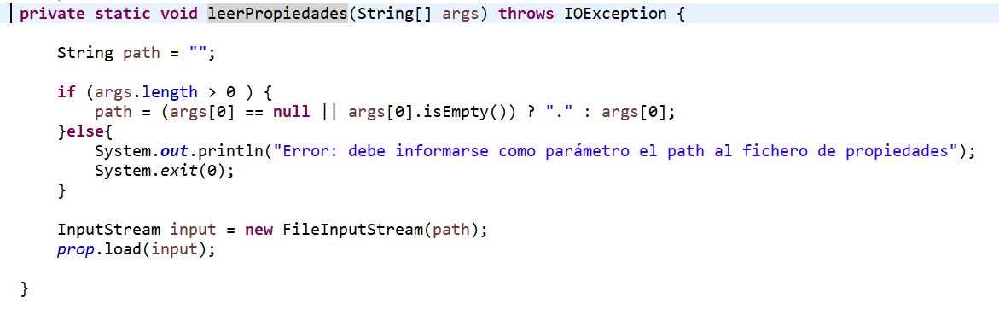 private static void leerPropiedades(String[] args) throws IOException {
String path = "";
if (args.length > 0 ) {
path = (args[0] == null || args[0].isEmpty()) ? "." : args[0];
}else{
System.out.println("Error: debe informarse como parámetro el path al fichero de propiedades");
System.exit(0);
}
InputStream input = new FileInputStream(path);
prop.load(input);
}